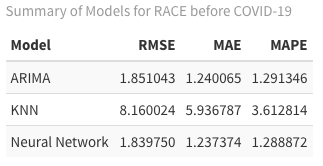 Summary of Models for RACE before COVID-19
Model RMSE MAE MAPE
ARIMA 1.851043 1.240065 1.291346
KNN 8.160024 5.936787 3.612814
Neural Network 1.839750 1.237374 1.288872